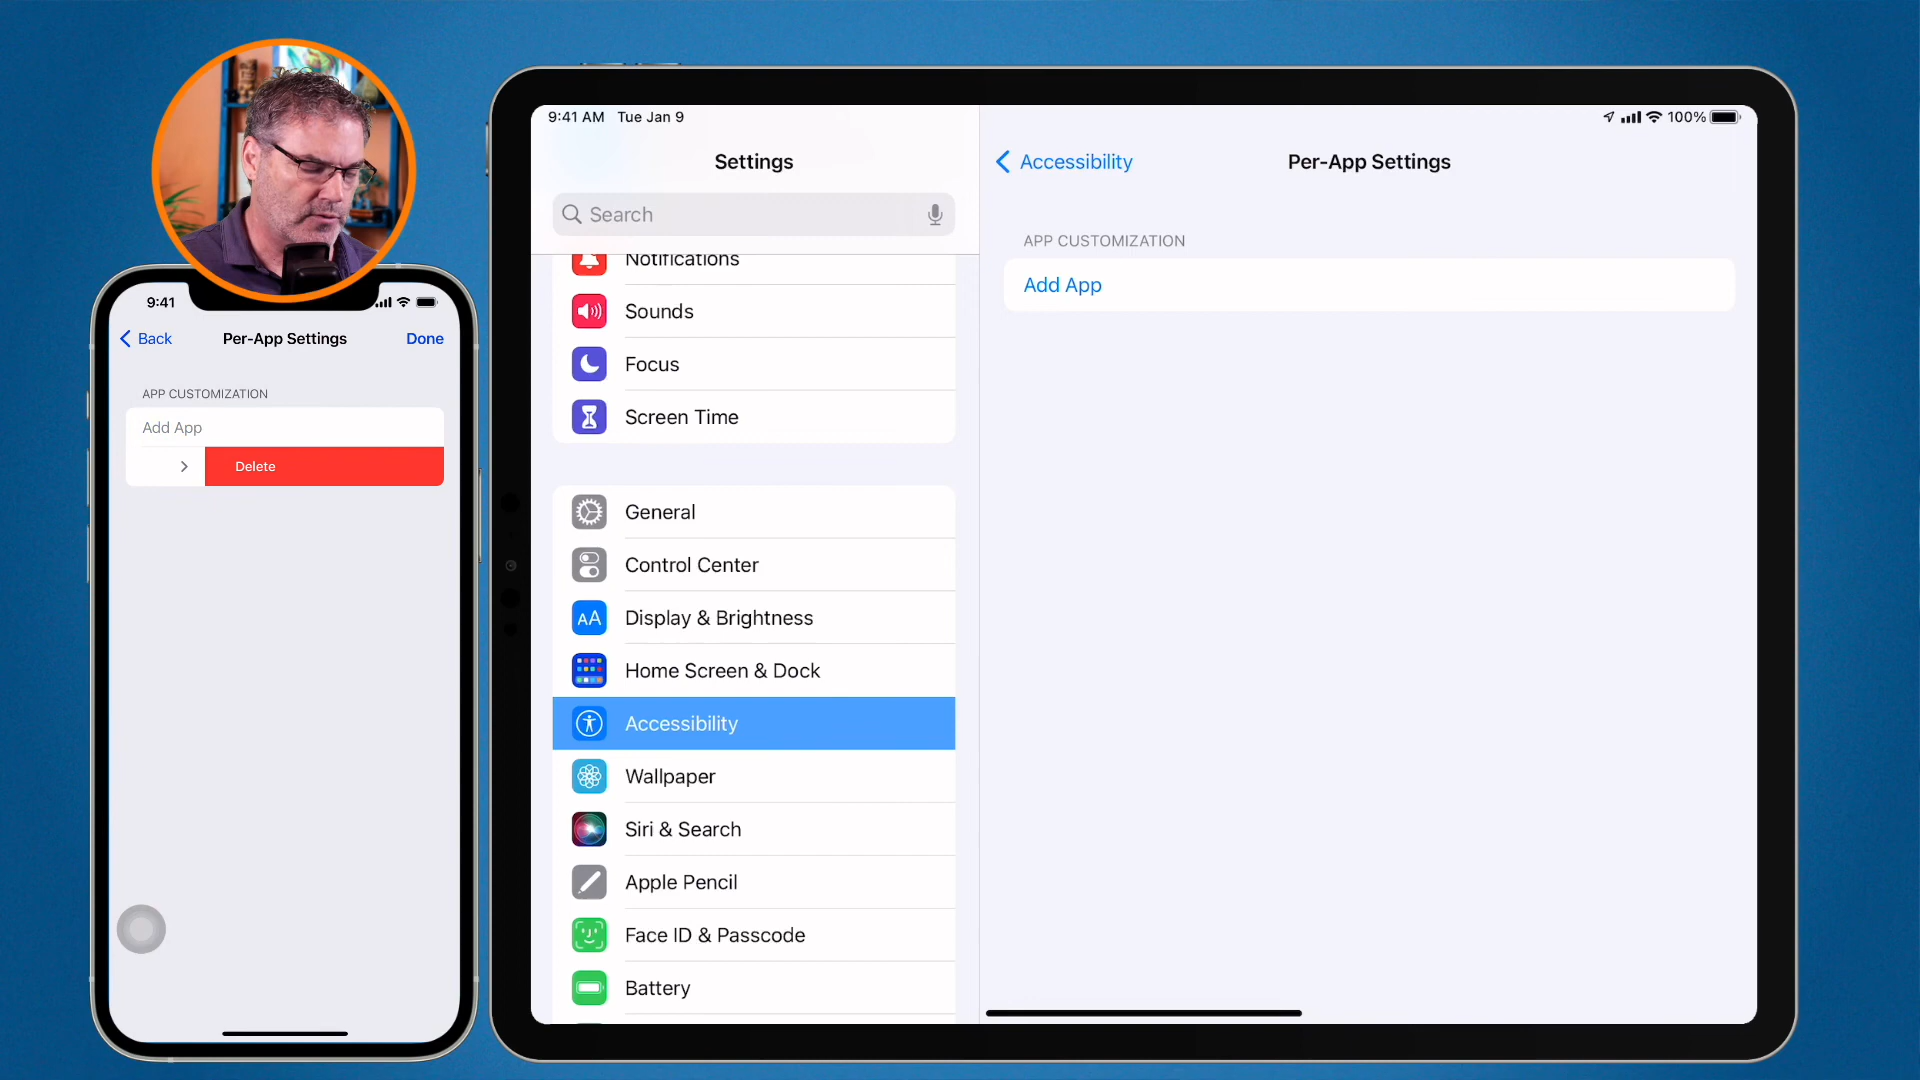 9:41
Back
Per-App Settings
Done
APP CUSTOMIZATION
Add App
Delete
9:41 AM Tue Jan 9
100%
Settings
Search
Notifications
Sounds
Focus
Screen Time
General
Control Center
AA
Display & Brightness
Home Screen & Dock
Accessibility
Wallpaper
Siri & Search
Apple Pencil
Face ID & Passcode
Battery
Accessibility
Per-App Settings
APP CUSTOMIZATION
Add App